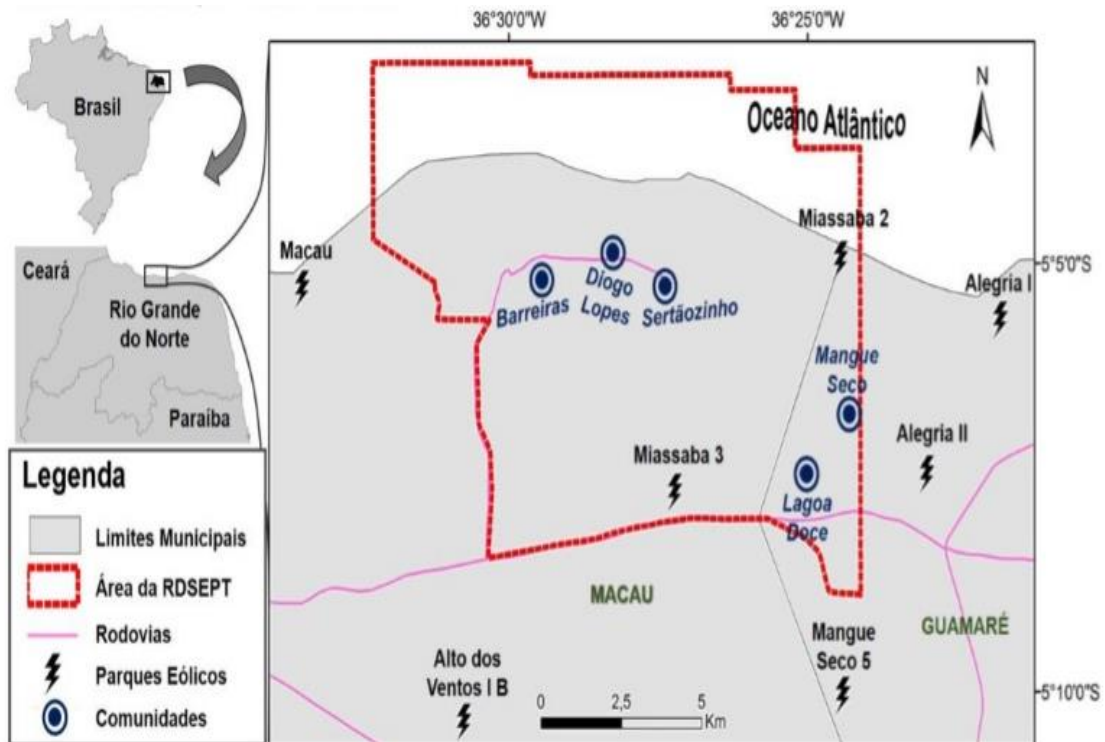 36°30'0"W
36°25'0"W
Brasil
N
Oceano Atlântico
Miassaba 2
Macau
5°5'0"S
Ceará
Diogo
Lopes
Alegria I
Barreiras
Sertãozinho
Rio Grande
do Norte
Mangue
Seco
Paraíba
Alegria II
Miassaba 3
Lagoa
Doce
Legenda
Limites Municipais
Área da RDSEPT
Rodovias
Parques Eólicos
Comunidades
MACAU
GUAMARÉ
Mangue
Seco 5
Alto dos
Ventos I B
0 2,5 5
Km
5°10'0"S